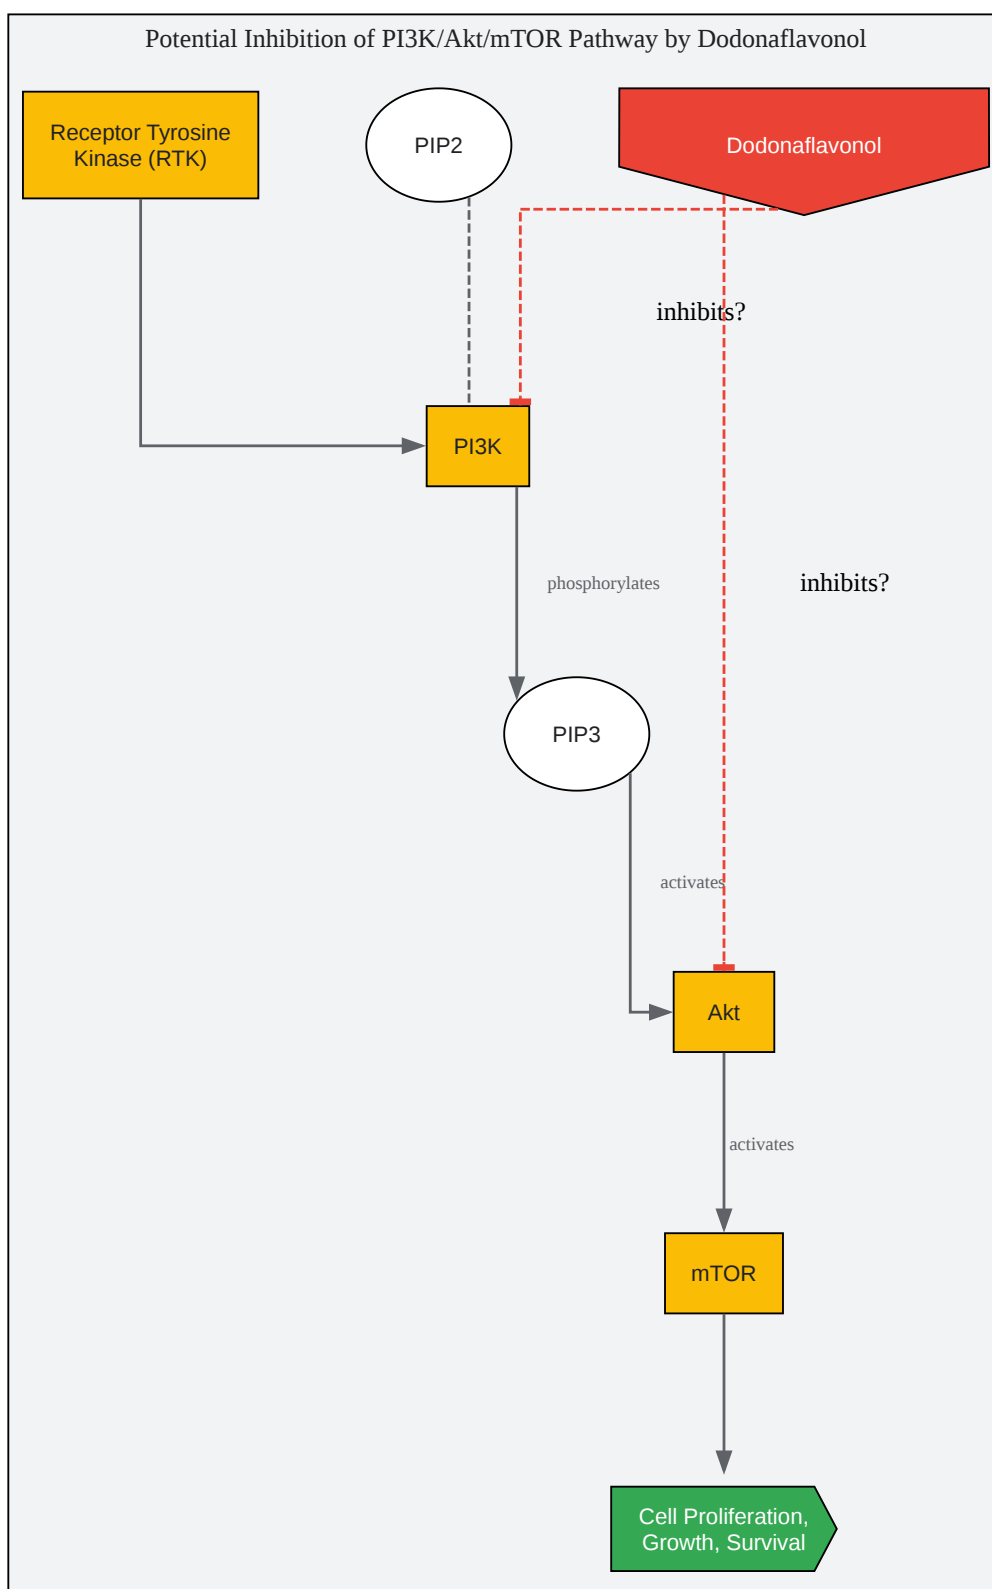 Potential Inhibition of PI3K/Akt/mTOR Pathway by Dodonaflavonol
Receptor Tyrosine
Kinase (RTK)
PIP2
Dodonaflavonol
inhibits?
PI3K
phosphorylates
inhibits?
PIP3
activates
Akt
activates
mTOR
Cell Proliferation,
Growth, Survival